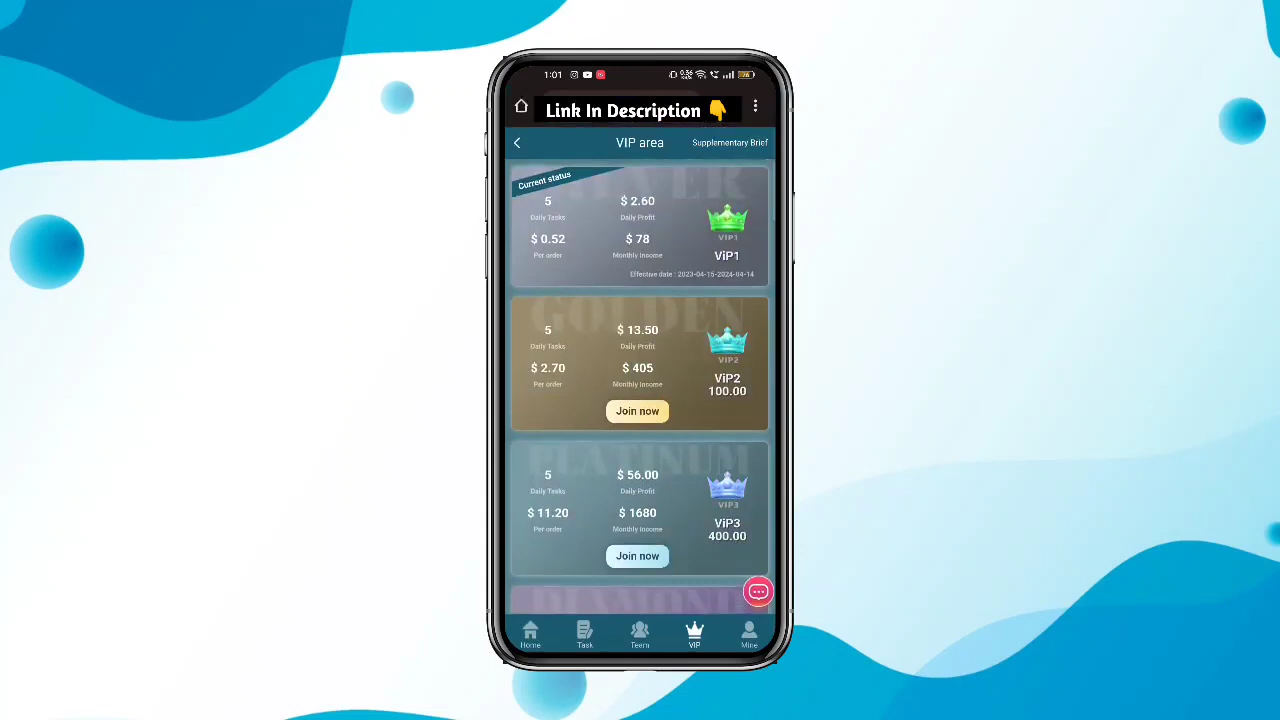 1:01
Link In Description 👇
VIP area
Supplementary Brief
Current status
5
$ 2.60
Daily Tasks
Daily Profit
$ 0.52
$ 78
Per order
Monthly Income
VIP1
ViP1
Effective date : 2023-04-15-2024-04-14
GOLDEN
5
$ 13.50
Daily Tasks
Daily Profit
$ 2.70
$ 405
Per order
Monthly Income
VIP2
ViP2
100.00
Join now
PLATINUM
5
$ 56.00
Daily Tasks
Daily Profit
$ 11.20
$ 1680
Per order
Monthly Income
VIP3
ViP3
400.00
Join now
DIAMOND
Home
Task
Team
VIP
Mine